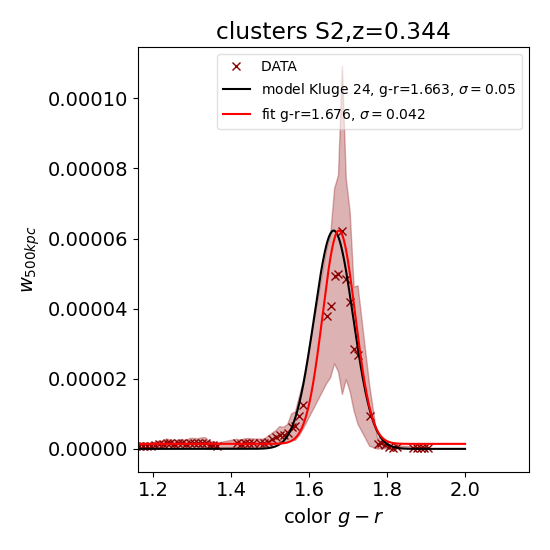 clusters S2,z=0.344
DATA
model Kluge 24, g-r=1.663, σ = 0.05
fit g-r=1.676, σ = 0.042
0.00010
0.00008
0.00006
0.00004
0.00002
0.00000
w500kpc
1.2 1.4 1.6 1.8 2.0
color g − r